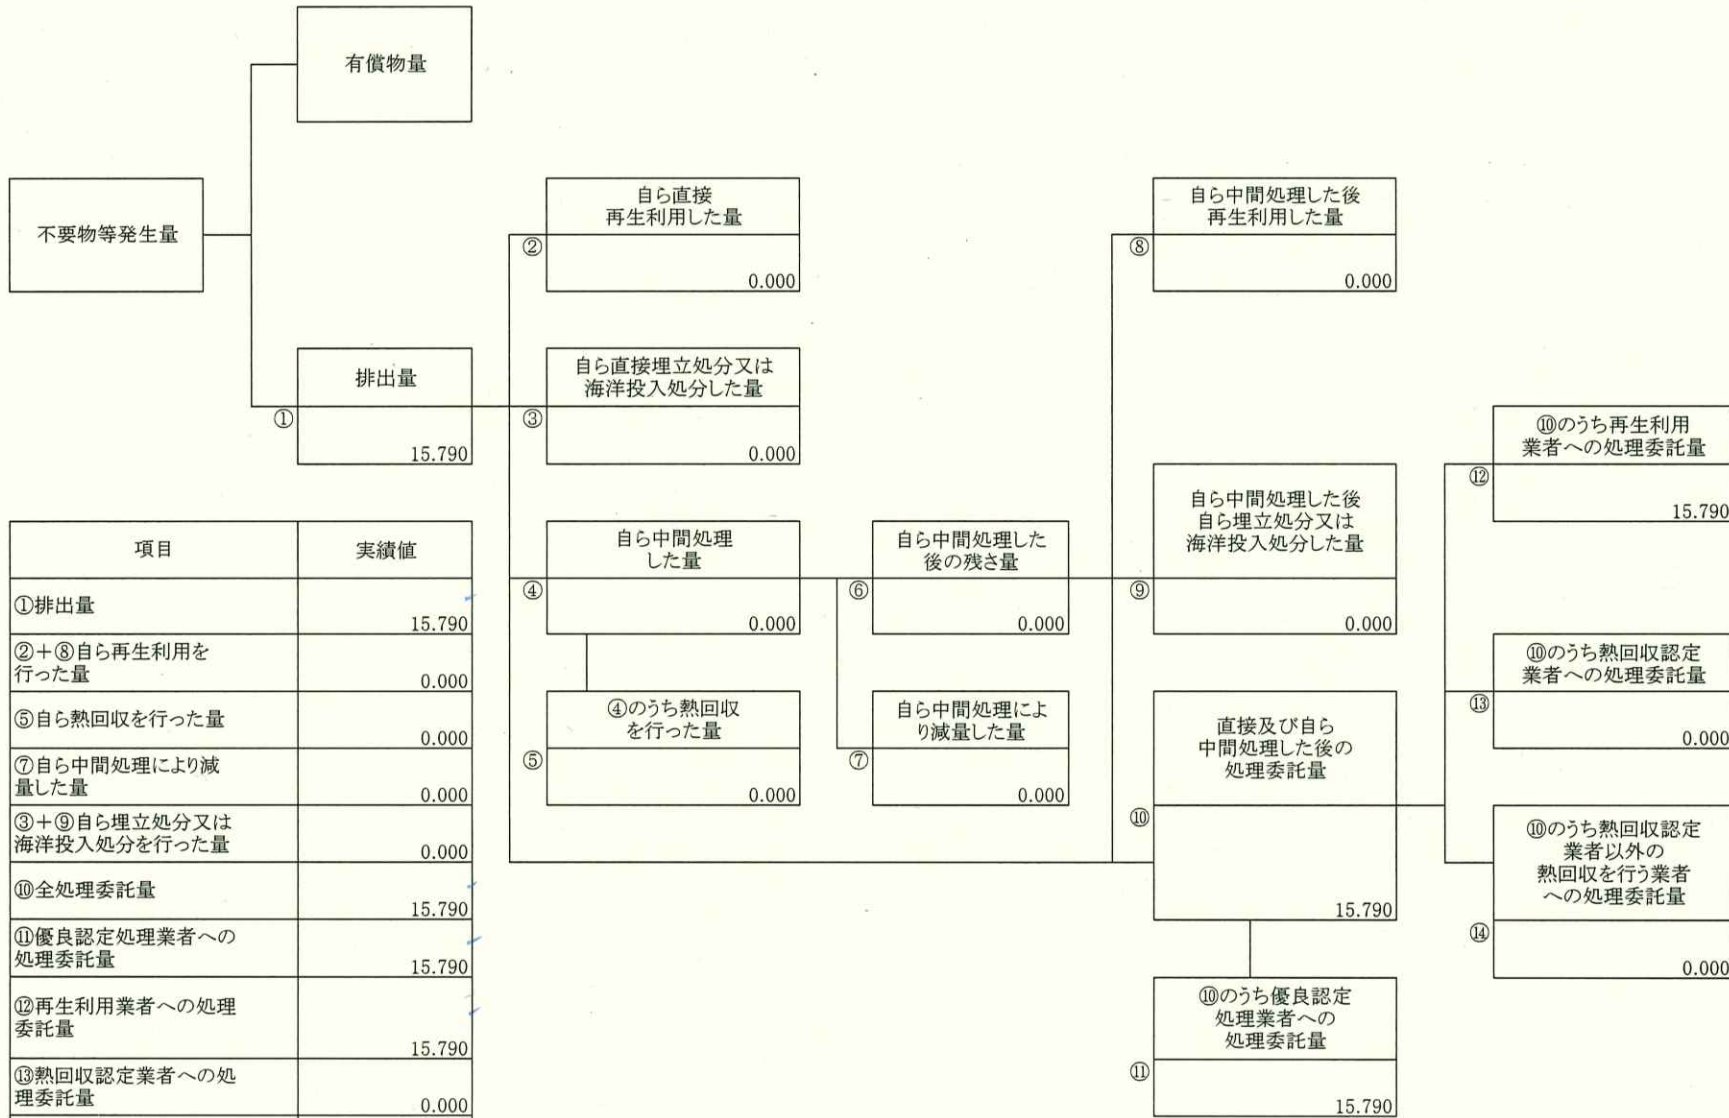 有償物量
不要物等発生量
自ら直接
再生利用した量
②
0.000
自ら中間処理した後
再生利用した量
⑧
0.000
排出量
①
15.790
自ら直接埋立処分又は
海洋投入処分した量
③
0.000
⑩のうち再生利用
業者への処理委託量
⑫
15.790
自ら中間処理
した量
④
0.000
自ら中間処理した
後の残さ量
⑥
0.000
自ら中間処理した後
自ら埋立処分又は
海洋投入処分した量
⑨
0.000
⑩のうち熱回収認定
業者への処理委託量
⑬
0.000
④のうち熱回収
を行った量
⑤
0.000
自ら中間処理によ
り減量した量
⑦
0.000
直接及び自ら
中間処理した後の
処理委託量
⑩
15.790
⑩のうち熱回収認定
業者以外の
熱回収を行う業者
への処理委託量
⑭
0.000
⑩のうち優良認定
処理業者への
処理委託量
⑪
15.790
項目 実績値
①排出量
15.790
②+⑧自ら再生利用を
行った量
0.000
⑤自ら熱回収を行った量
0.000
⑦自ら中間処理により減
量した量
0.000
③+⑨自ら埋立処分又は
海洋投入処分を行った量
0.000
⑩全処理委託量
15.790
⑪優良認定処理業者への
処理委託量
15.790
⑫再生利用業者への処理
委託量
15.790
⑬熱回収認定業者への処
理委託量
0.000